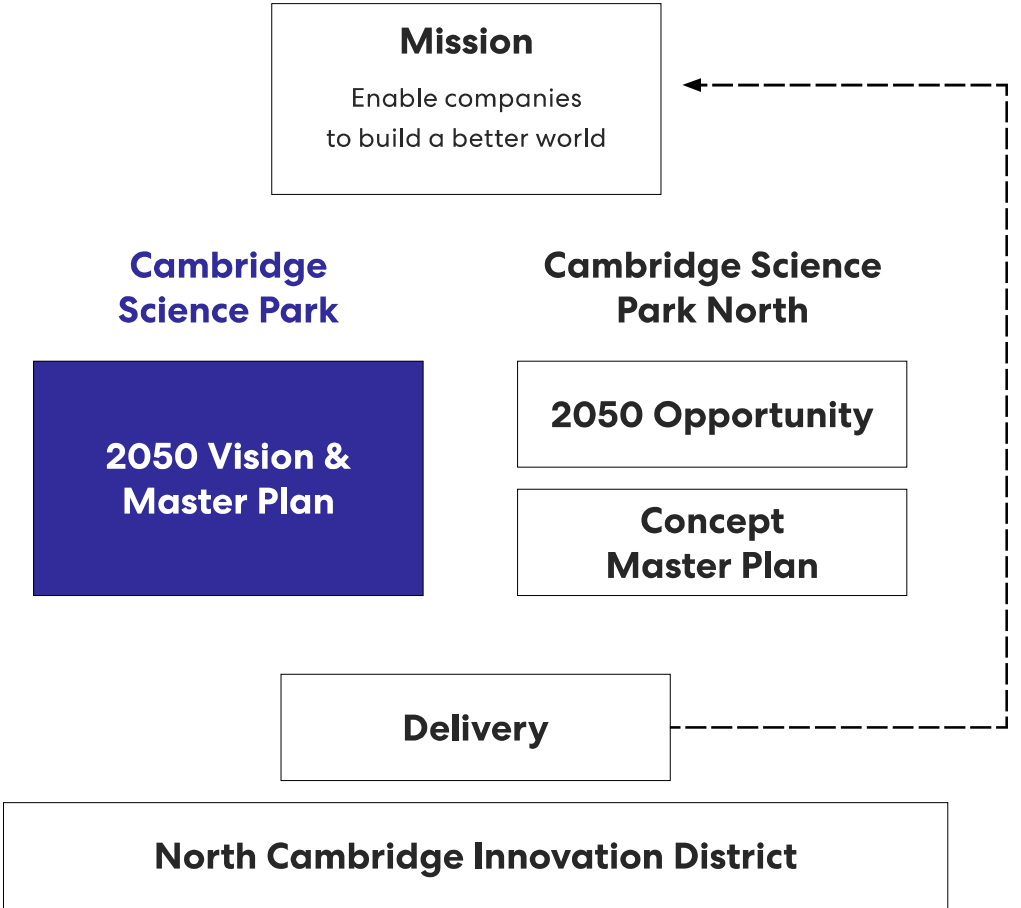 Mission
Enable companies
to build a better world
Cambridge
Science Park
2050 Vision &
Master Plan
Cambridge Science
Park North
2050 Opportunity
Concept
Master Plan
Delivery
North Cambridge Innovation District